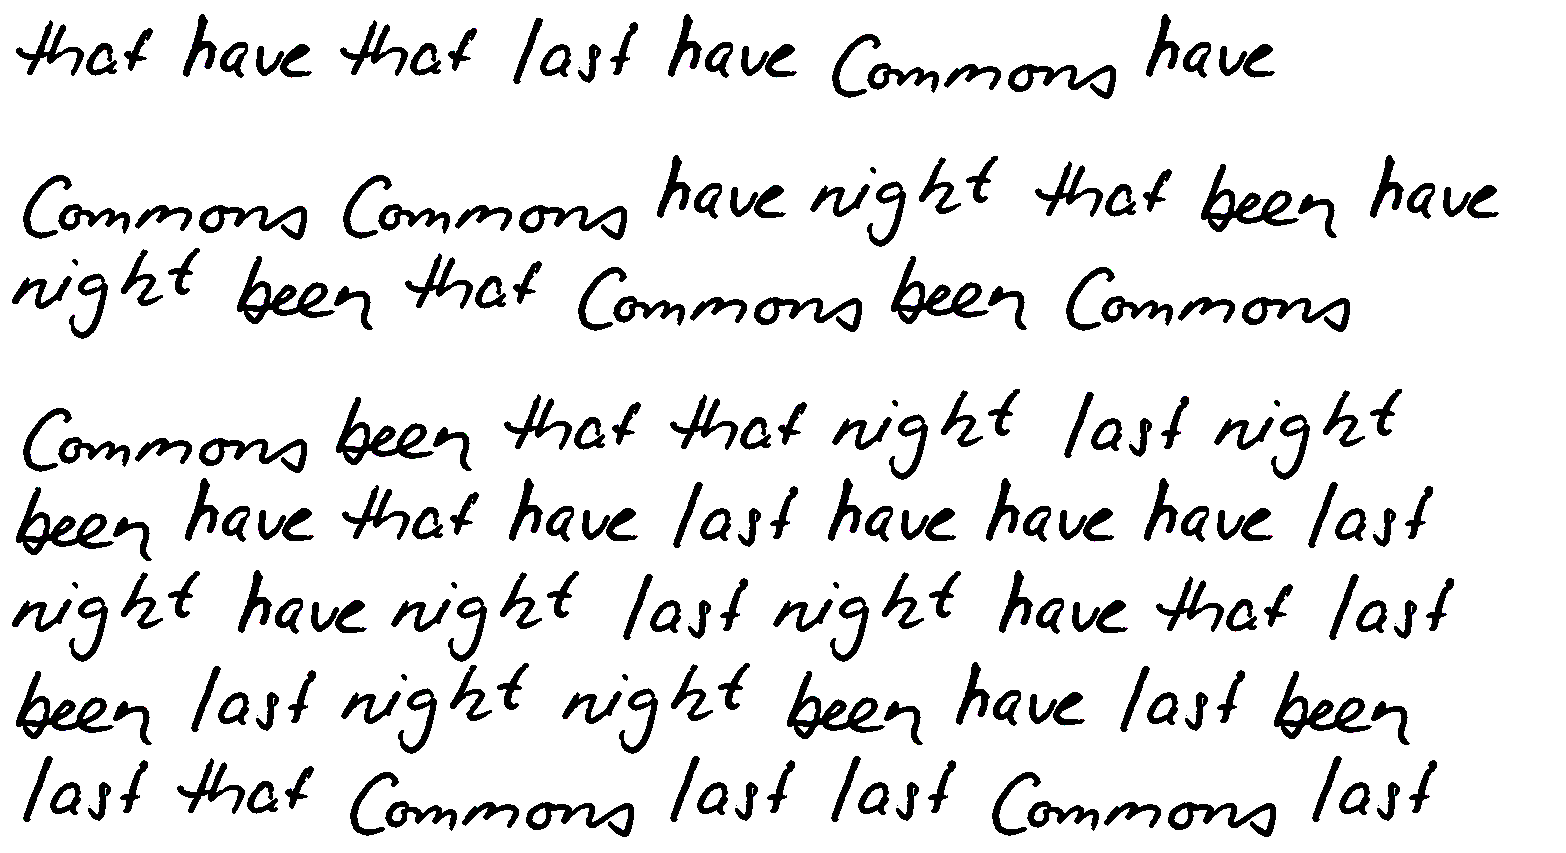 that have that last have Commons have
Commons Commons have night that been have
night been that Commons been Commons
Commons been that that night last night
been have that have last have have have last
night have night last night have that last
been last night night been have last been
last that Commons last last Commons last